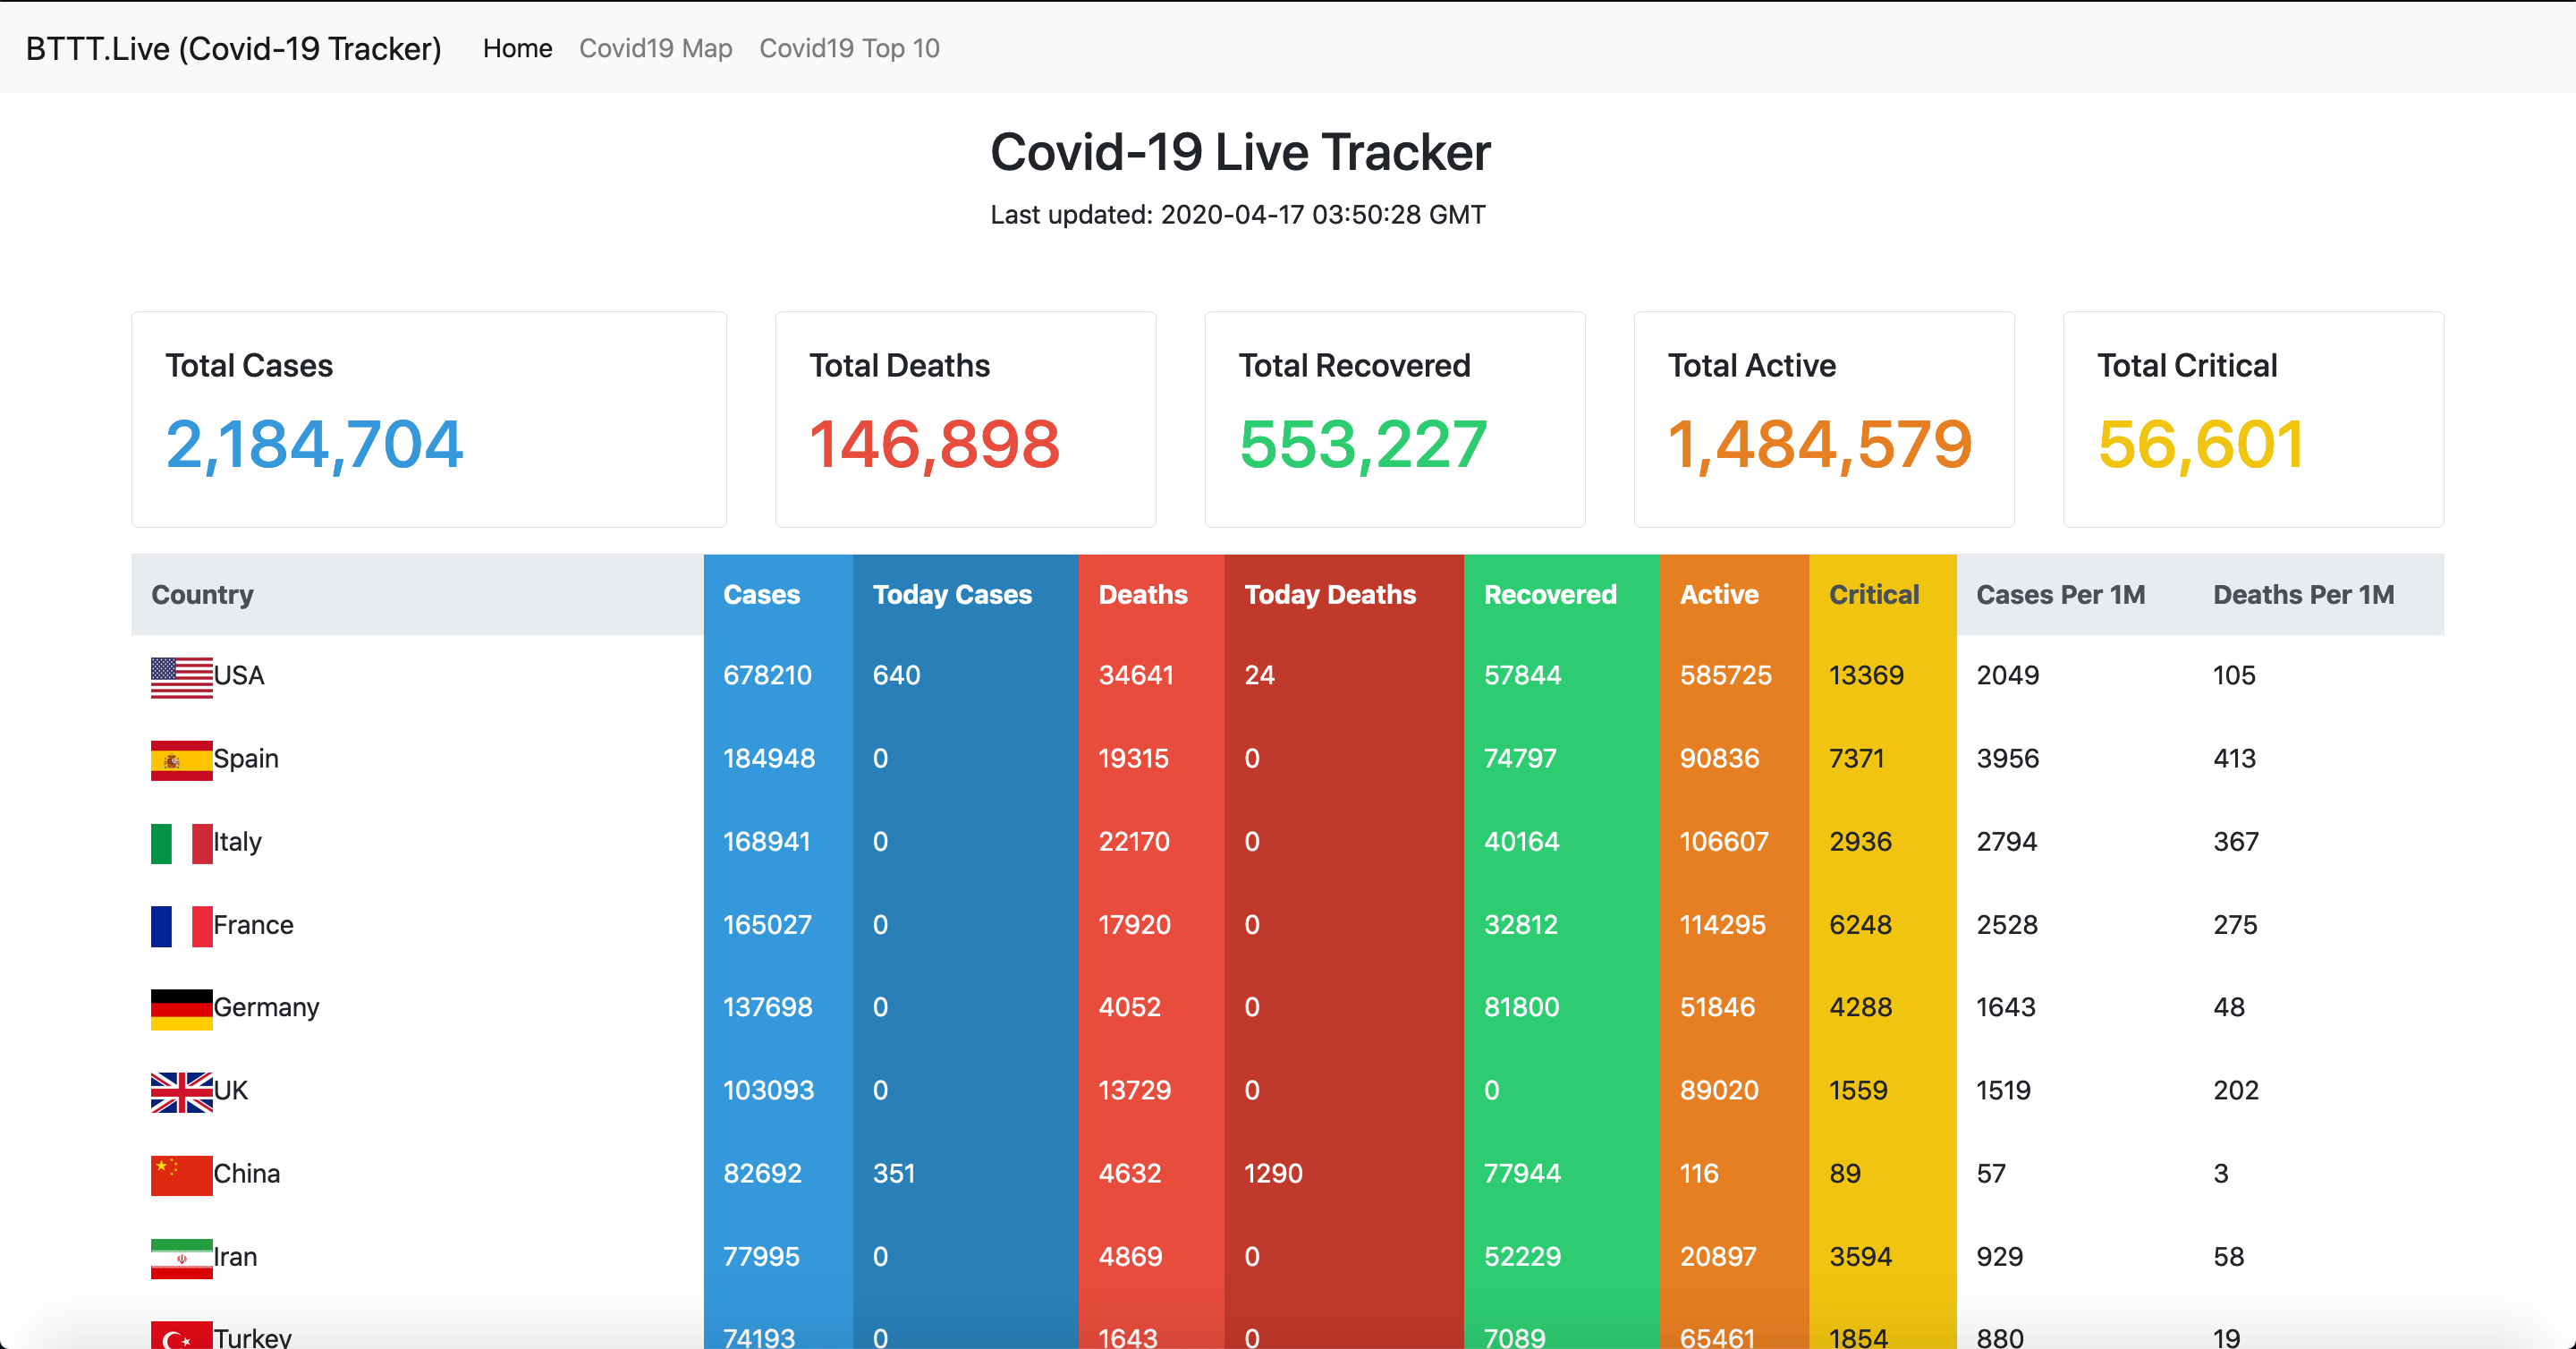 BTTT.Live (Covid-19 Tracker) Home Covid19 Map Covid19 Top 10
Covid-19 Live Tracker
Last updated: 2020-04-17 03:50:28 GMT
Total Cases
2,184,704
Total Deaths
146,898
Total Recovered
553,227
Total Active
1,484,579
Total Critical
56,601
Country Cases Today Cases Deaths Today Deaths Recovered Active Critical Cases Per 1M Deaths Per 1M
USA 678210 640 34641 24 57844 585725 13369 2049 105
Spain 184948 0 19315 0 74797 90836 7371 3956 413
Italy 168941 0 22170 0 40164 106607 2936 2794 367
France 165027 0 17920 0 32812 114295 6248 2528 275
Germany 137698 0 4052 0 81800 51846 4288 1643 48
UK 103093 0 13729 0 0 89020 1559 1519 202
China 82692 351 4632 1290 77944 116 89 57 3
Iran 77995 0 4869 0 52229 20897 3594 929 58
Turkey 74193 0 1643 0 7089 65461 1854 880 19